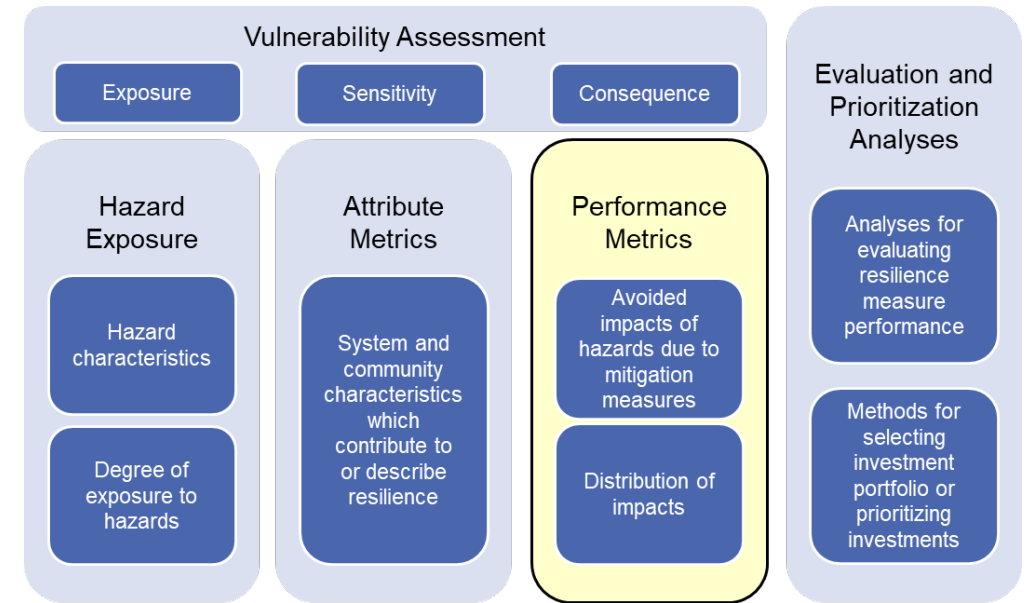 Vulnerability Assessment
Exposure
Sensitivity
Consequence
Hazard
Exposure
Hazard
characteristics
Degree of
exposure to
hazards
Attribute
Metrics
System and
community
characteristics
which
contribute to
or describe
resilience
Performance
Metrics
Avoided
impacts of
hazards due to
mitigation
measures
Distribution of
impacts
Evaluation and
Prioritization
Analyses
Analyses for
evaluating
resilience
measure
performance
Methods for
selecting
investment
portfolio or
prioritizing
investments